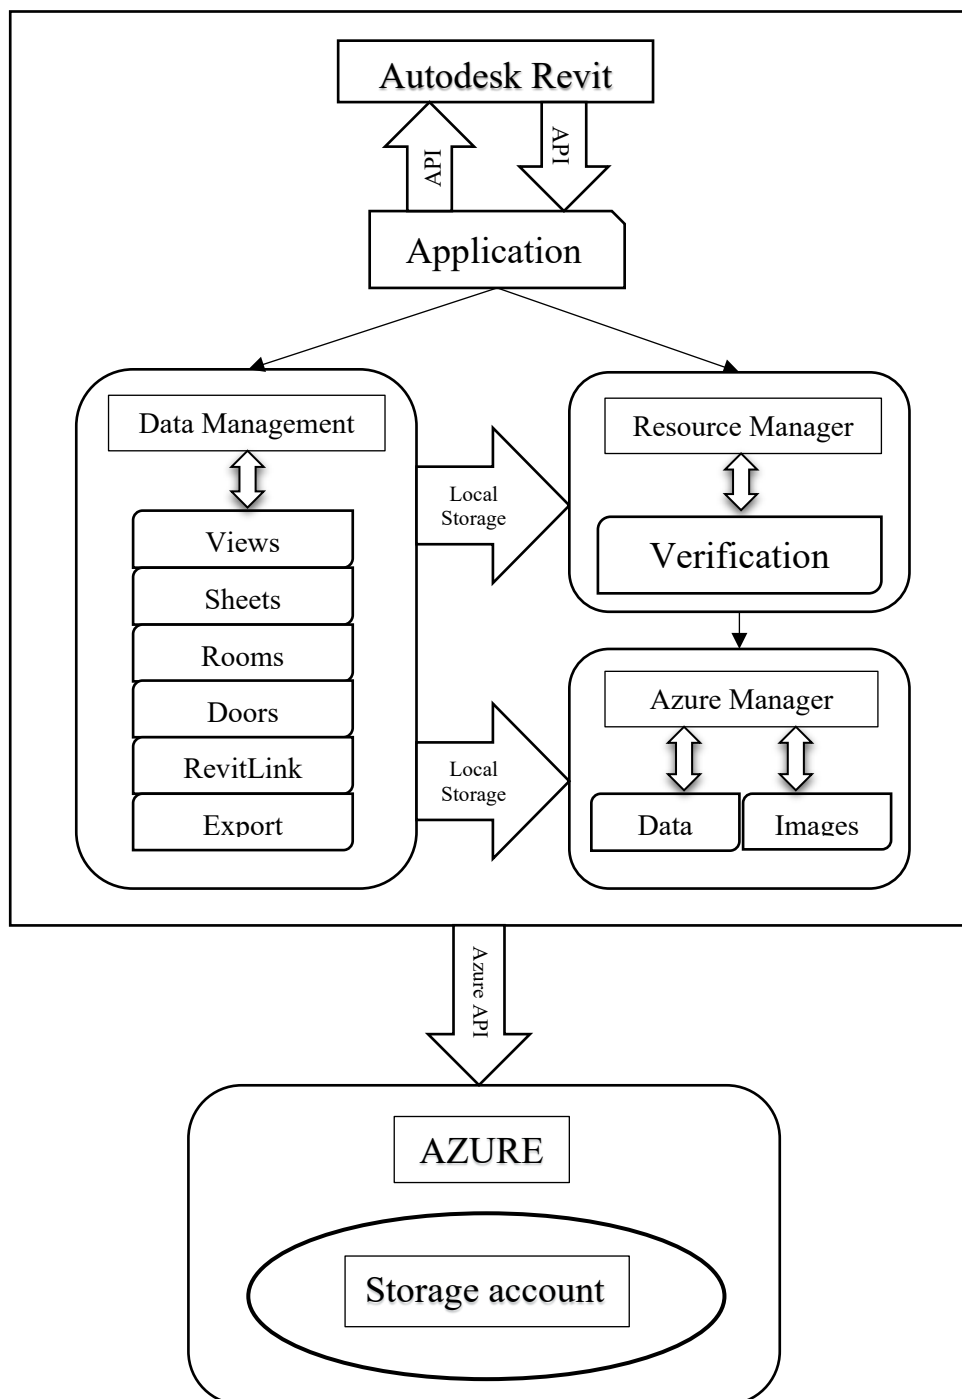 Autodesk Revit
API
API
Application
Data Management
Views
Sheets
Rooms
Doors
RevitLink
Export
Local
Storage
Local
Storage
Resource Manager
Verification
Azure Manager
Data
Images
Azure API
AZURE
Storage account